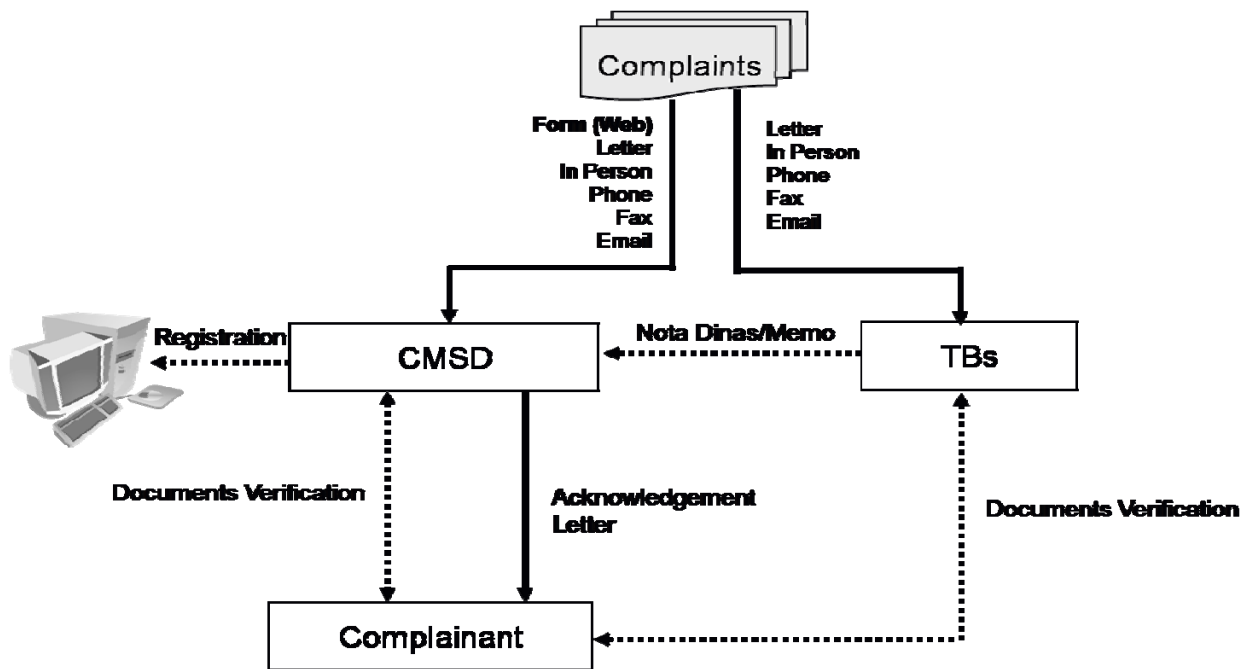 Complaints
Form (Web)
Letter
In Person
Phone
Fax
Email
Letter
In Person
Phone
Fax
Email
Registration
CMSD
Nota Dinas/Memo
TBs
Documents Verification
Acknowledgement
Letter
Documents Verification
Complainant